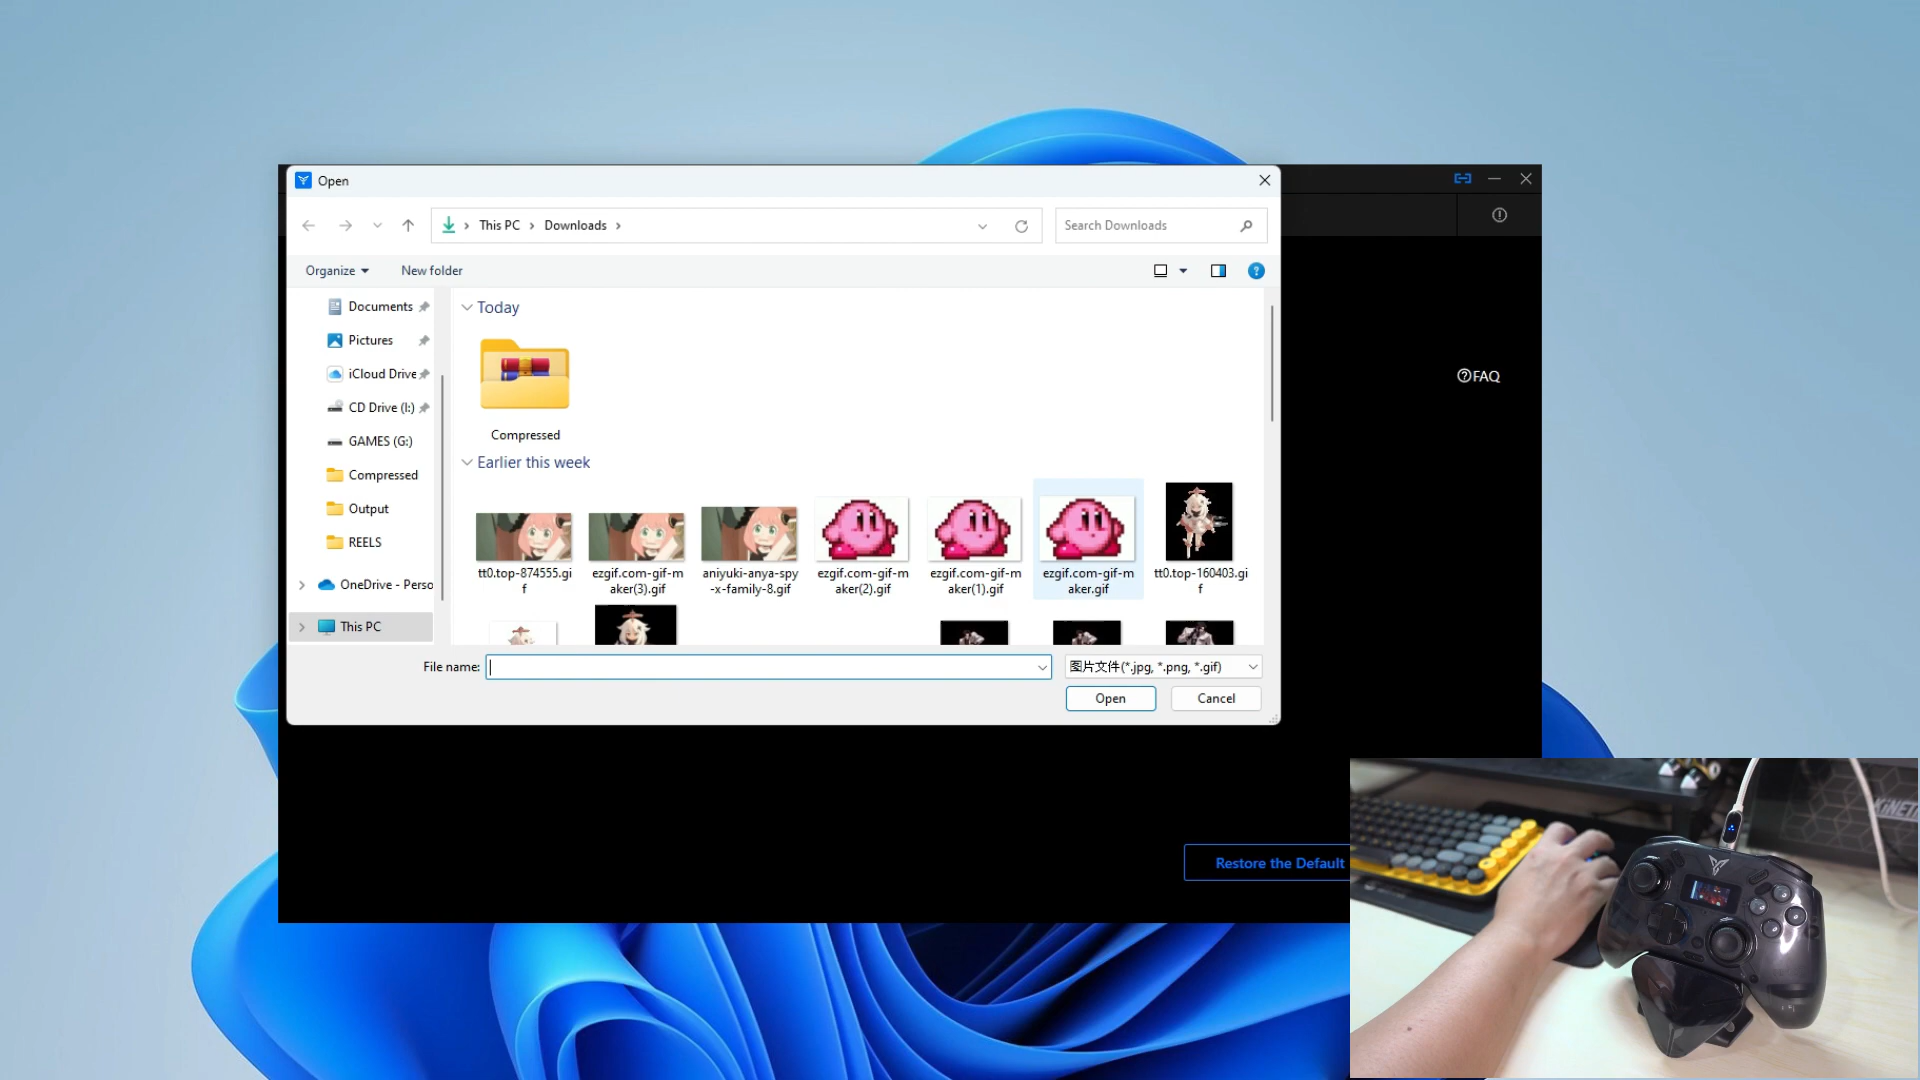 Open
This PC
Downloads
Search Downloads
Organize
New folder
Documents
Pictures
iCloud Drive
CD Drive (I:)
GAMES (G:)
Compressed
Output
REELS
OneDrive - Perso
This PC
Today
Compressed
Earlier this week
tt0.top-874555.gi
f
ezgif.com-gif-m
aker(3).gif
aniyuki-anya-spy
-x-family-8.gif
ezgif.com-gif-m
aker(2).gif
ezgif.com-gif-m
aker(1).gif
ezgif.com-gif-m
aker.gif
tt0.top-160403.gi
f
File name:
图片文件(*.jpg, *.png, *.gif)
Open
Cancel
FAQ
Restore the Default